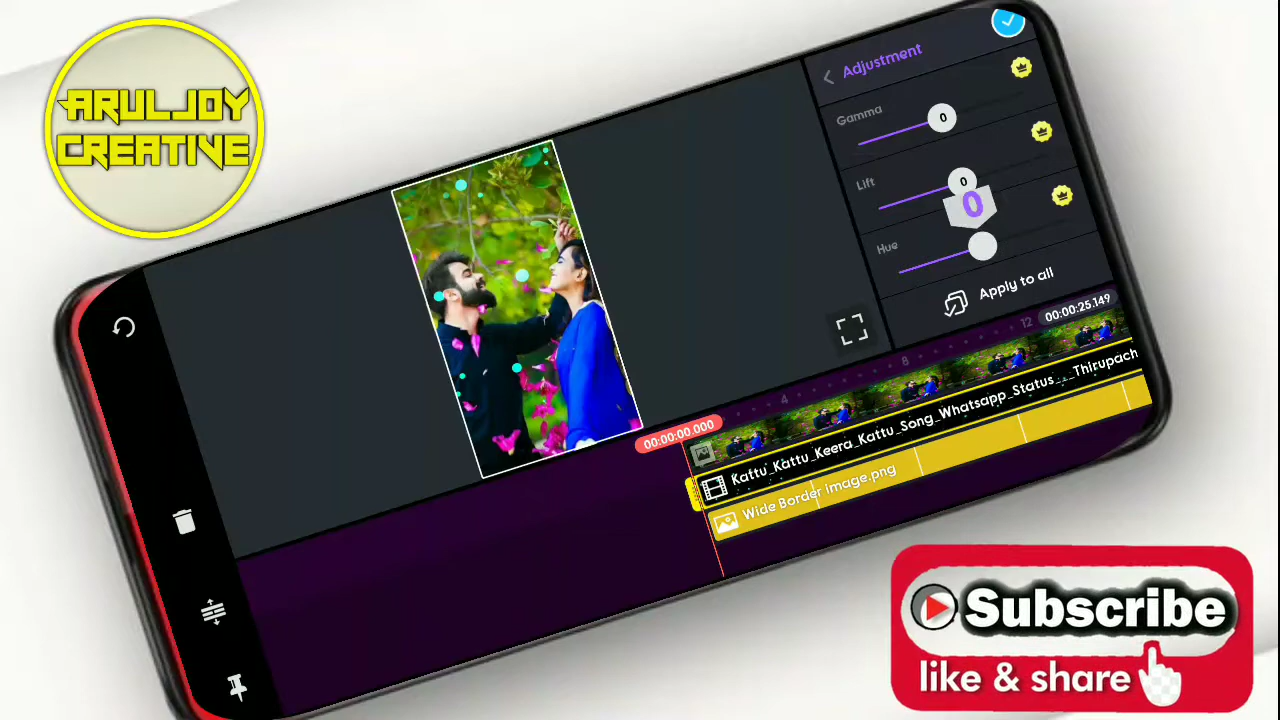 ARULJOY
CREATIVE
Adjustment
Gamma
0
Lift
0
0
Hue
Apply to all
4
8
12
00:00:25.149
00:00:00.000
Kattu_Kattu_Keera_Kattu_Song_Whatsapp_Status_-_Thirupach
Wide Border Image.png
Subscribe
like & share